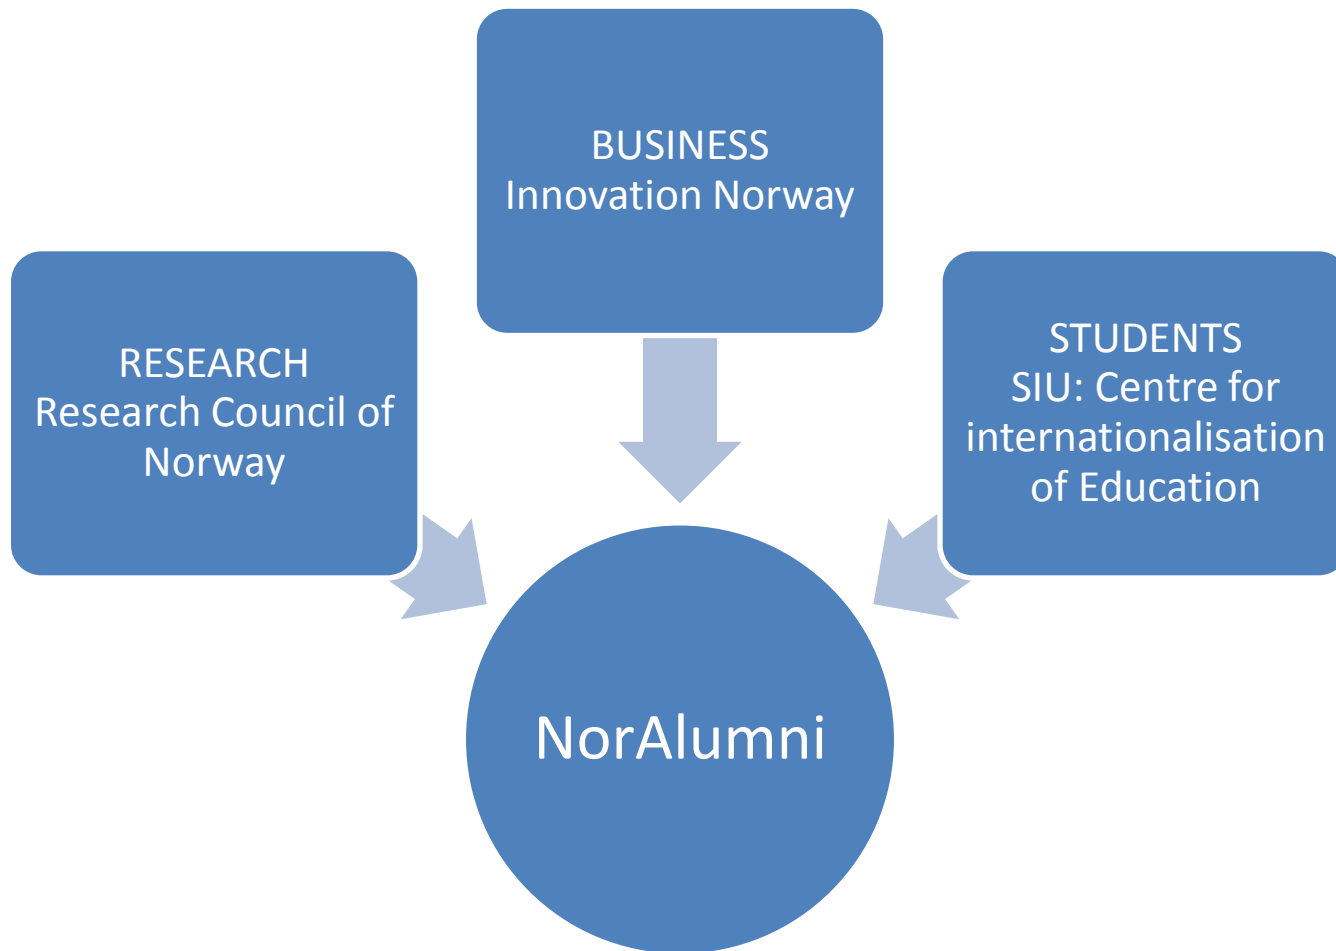 BUSINESS
Innovation Norway
RESEARCH
Research Council of
Norway
STUDENTS
SIU: Centre for
internationalisation
of Education
NorAlumni